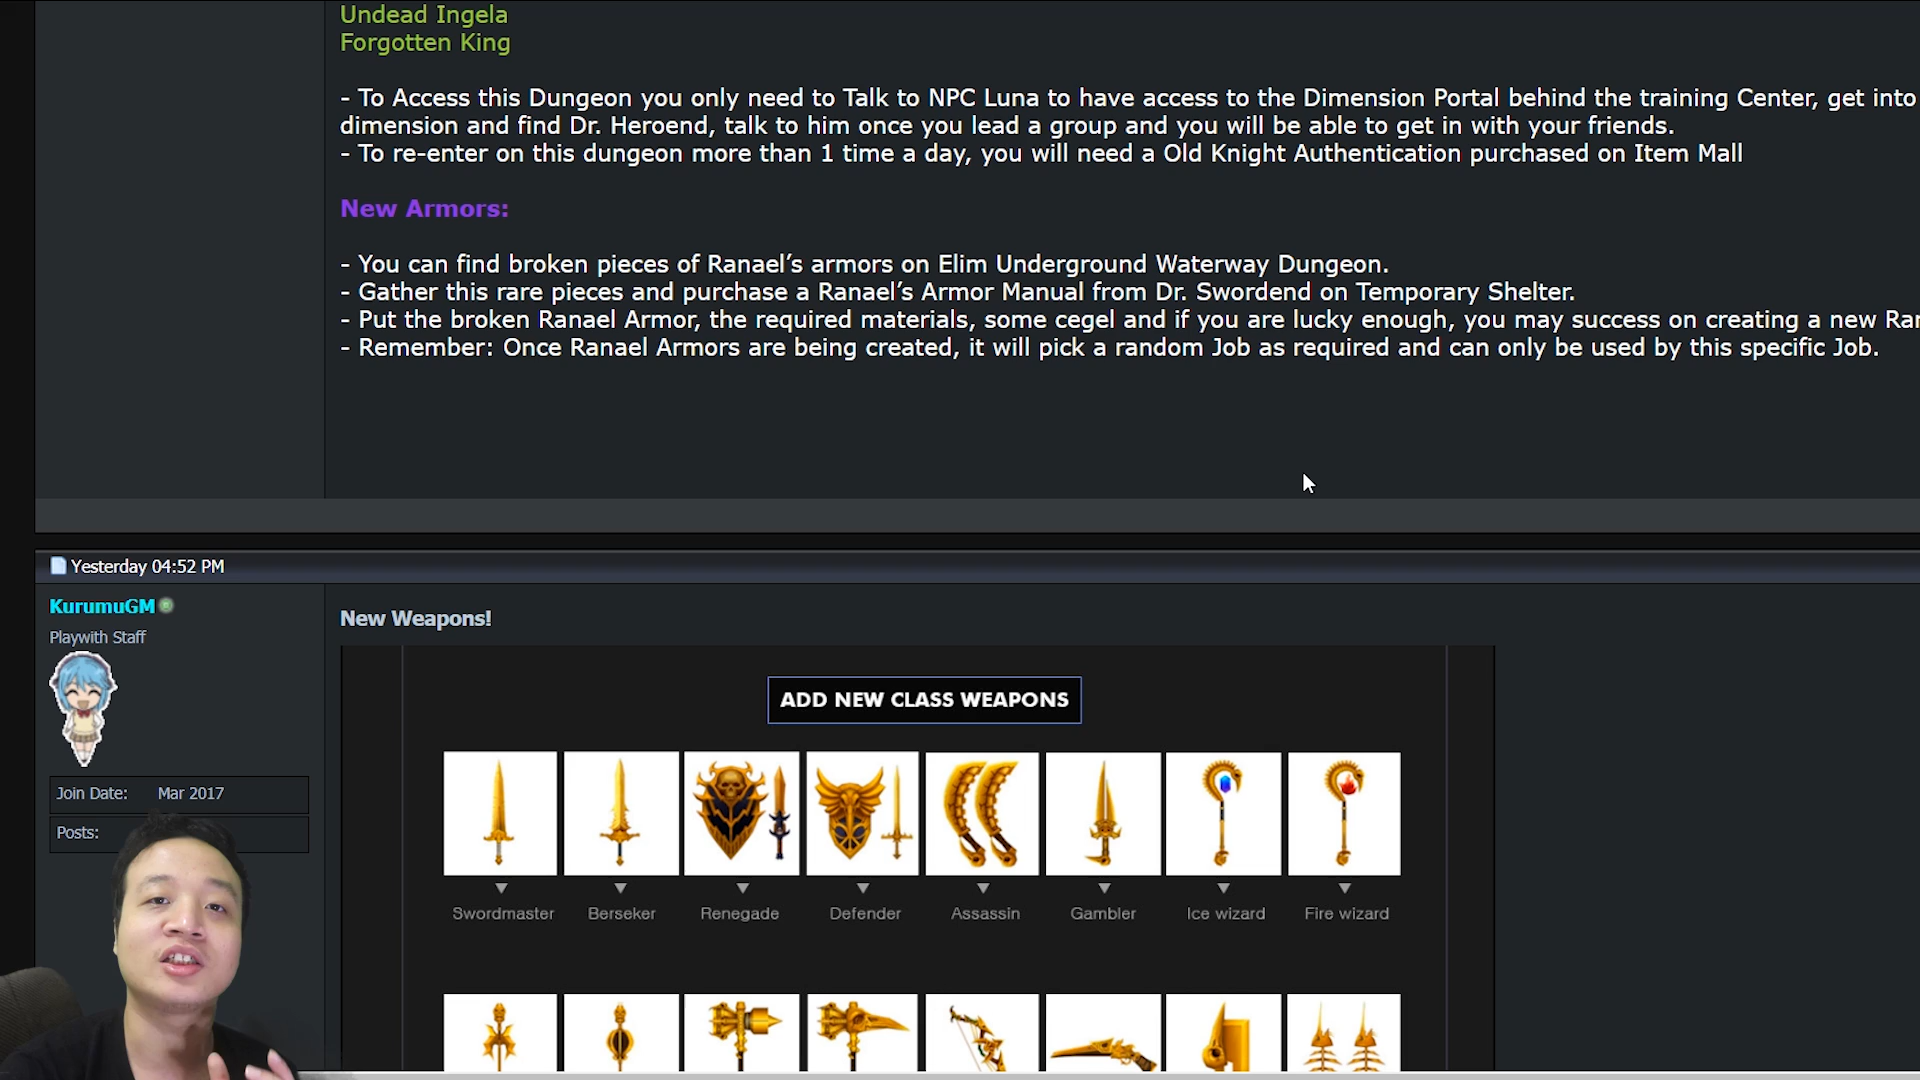 Undead Ingela
Forgotten King
- To Access this Dungeon you only need to Talk to NPC Luna to have access to the Dimension Portal behind the training Center, get into
dimension and find Dr. Heroend, talk to him once you lead a group and you will be able to get in with your friends.
- To re-enter on this dungeon more than 1 time a day, you will need a Old Knight Authentication purchased on Item Mall
New Armors:
- You can find broken pieces of Ranael’s armors on Elim Underground Waterway Dungeon.
- Gather this rare pieces and purchase a Ranael’s Armor Manual from Dr. Swordend on Temporary Shelter.
- Put the broken Ranael Armor, the required materials, some cegel and if you are lucky enough, you may success on creating a new
- Remember: Once Ranael Armors are being created, it will pick a random Job as required and can only be used by this specific Job.
Yesterday 04:52 PM
KurumuGM
Playwith Staff
Join Date: Mar 2017
Posts:
New Weapons!
ADD NEW CLASS WEAPONS
Swordmaster Berseker Renegade Defender Assassin Gambler Ice wizard Fire wizard